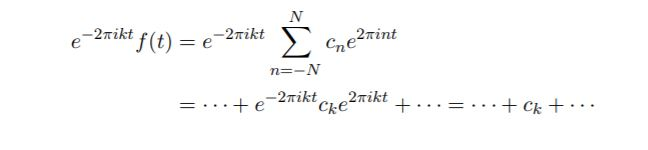 e^{-2πikt} f(t) = e^{-2πikt} \sum_{n=-N}^{N} c_n e^{2πint}
= ⋯ + e^{-2πikt} c_k e^{2πikt} + ⋯ = ⋯ + c_k + ⋯